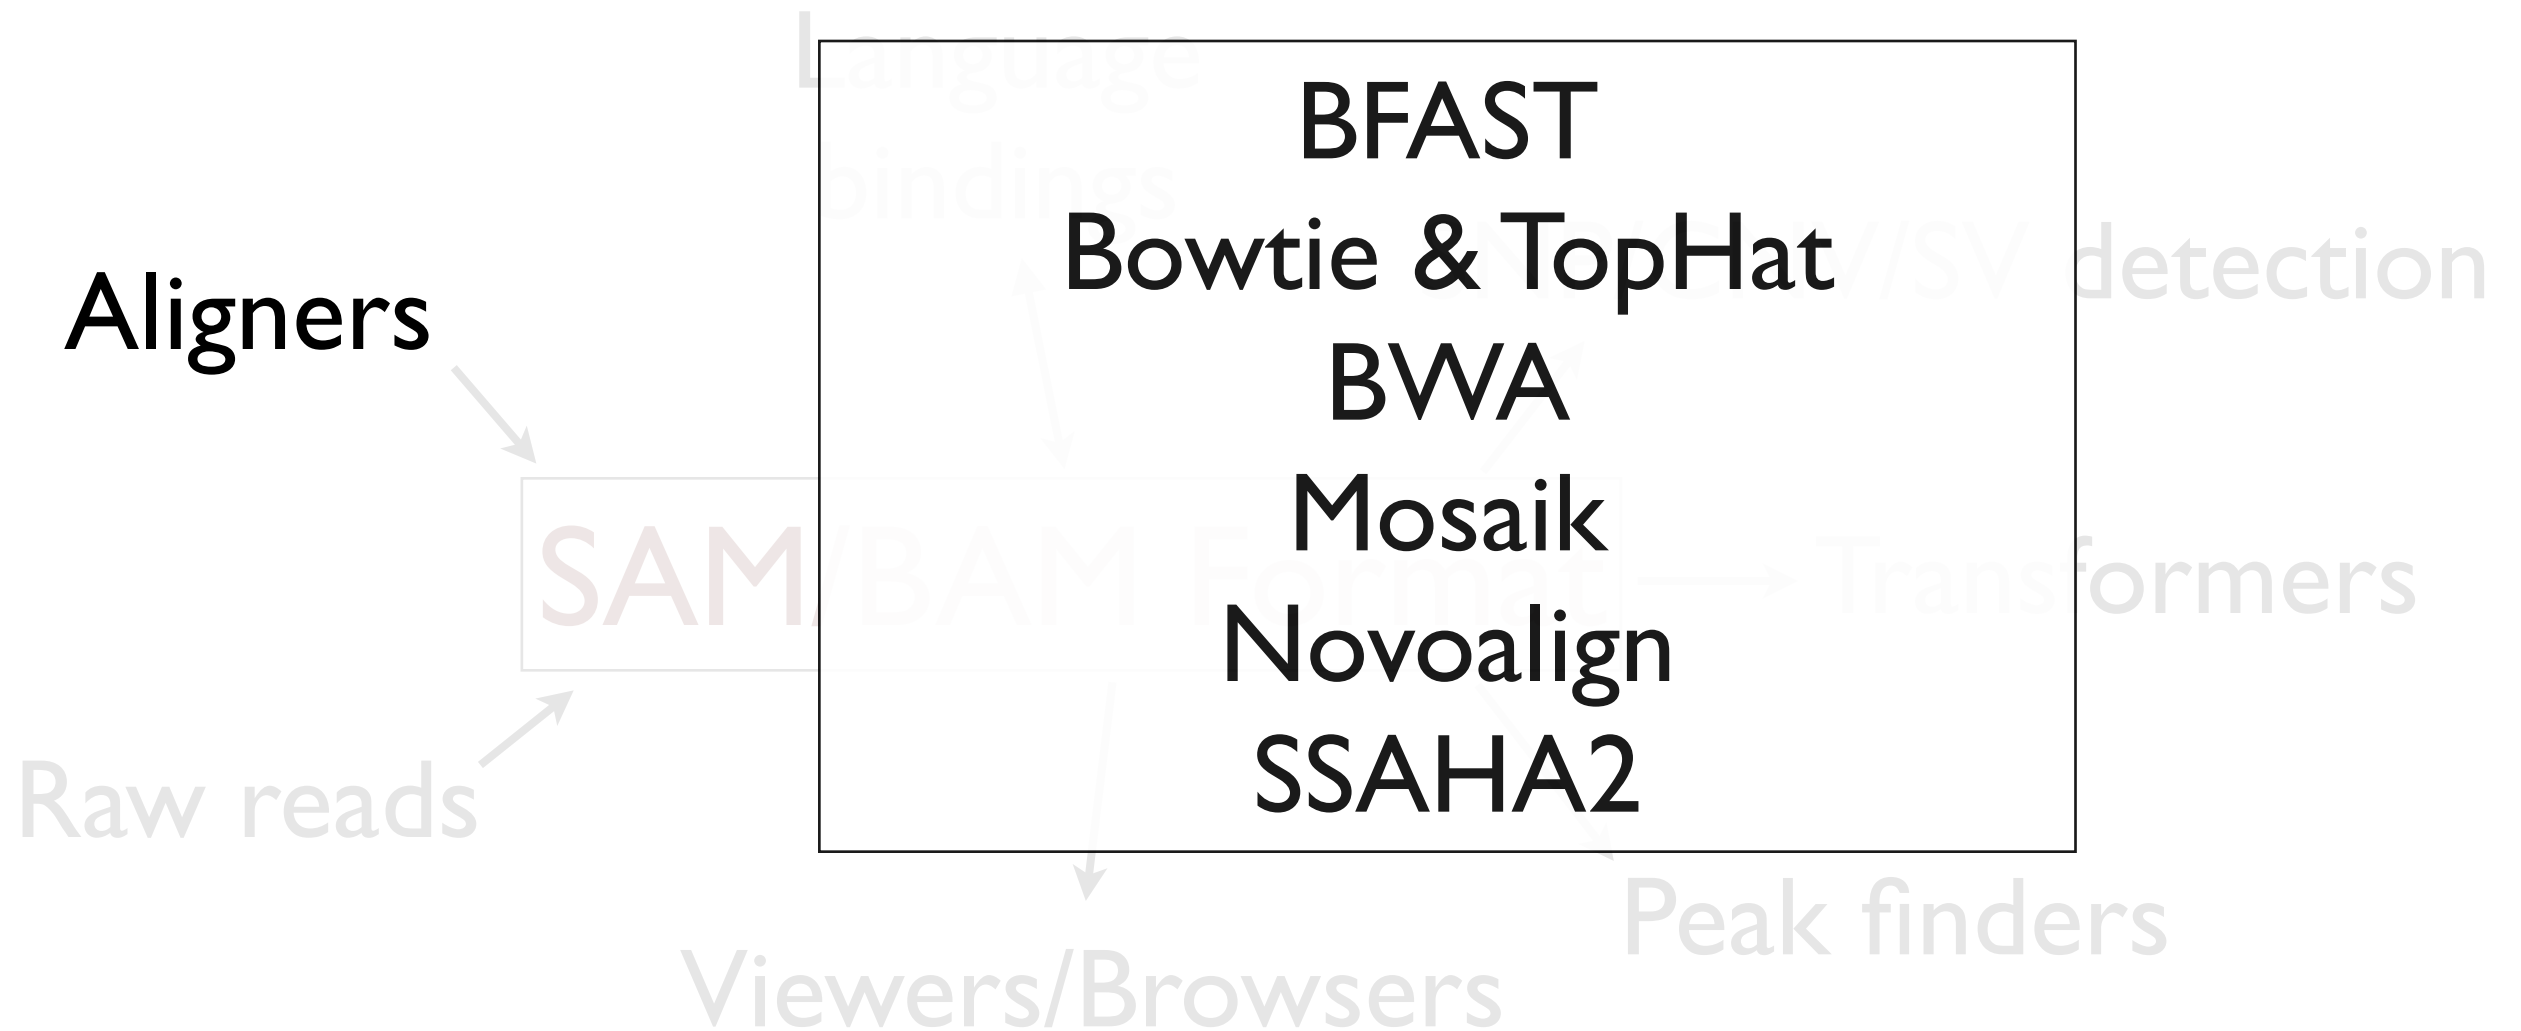 Language
bindings
BFAST
Bowtie & TopHat
BWA
Mosaik
Novoalign
SSAHA2
Aligners
/SV detection
SAM/BAM Format
Transformers
Raw reads
Peak finders
Viewers/Browsers